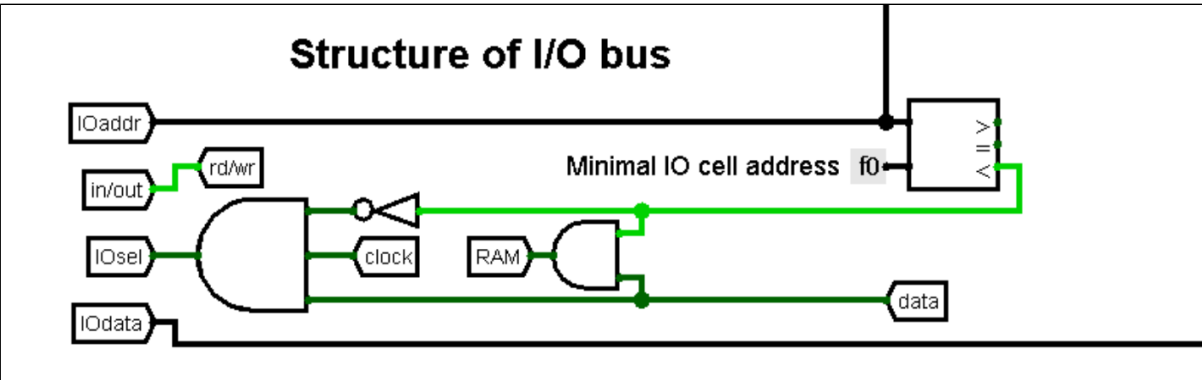 Structure of I/O bus
IOaddr
>
=
<
rd/wr
Minimal IO cell address f0
in/out
IOsel
clock
RAM
data
IOdata